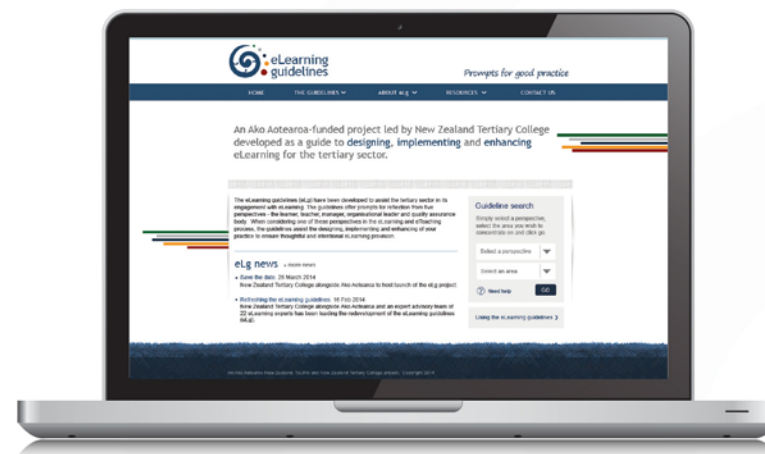 eLearning
guidelines
Prompts for good practice
HOME THE GUIDELINES ABOUT eLg RESOURCES CONTACT US
An Ako Aotearoa-funded project led by New Zealand Tertiary College
developed as a guide to designing, implementing and enhancing
eLearning for the tertiary sector.
The eLearning guidelines (eLg) have been developed to assist the tertiary sector in its
engagement with eLearning. The guidelines offer prompts for reflection from five
perspectives - the learner, teacher, manager, organisational leader and quality assurance
body. When considering one of these perspectives in the eLearning and eTeaching
process, the guidelines assist the designing, implementing and enhancing of your
practice to ensure thoughtful and intentional eLearning provision.
eLg news • more news
• Save the date 26 March 2014
New Zealand Tertiary College alongside Ako Aotearoa to host launch of the eLg project
• Refreshing the eLearning guidelines 16 Feb 2014
New Zealand Tertiary College alongside Ako Aotearoa and an expert advisory team of
22 eLearning experts has been leading the redevelopment of the eLearning guidelines
(eLg).
Guideline search
Simply select a perspective,
select the area you wish to
concentrate on and click go
Select a perspective
Select an area
? Need help GO
Using the eLearning guidelines >